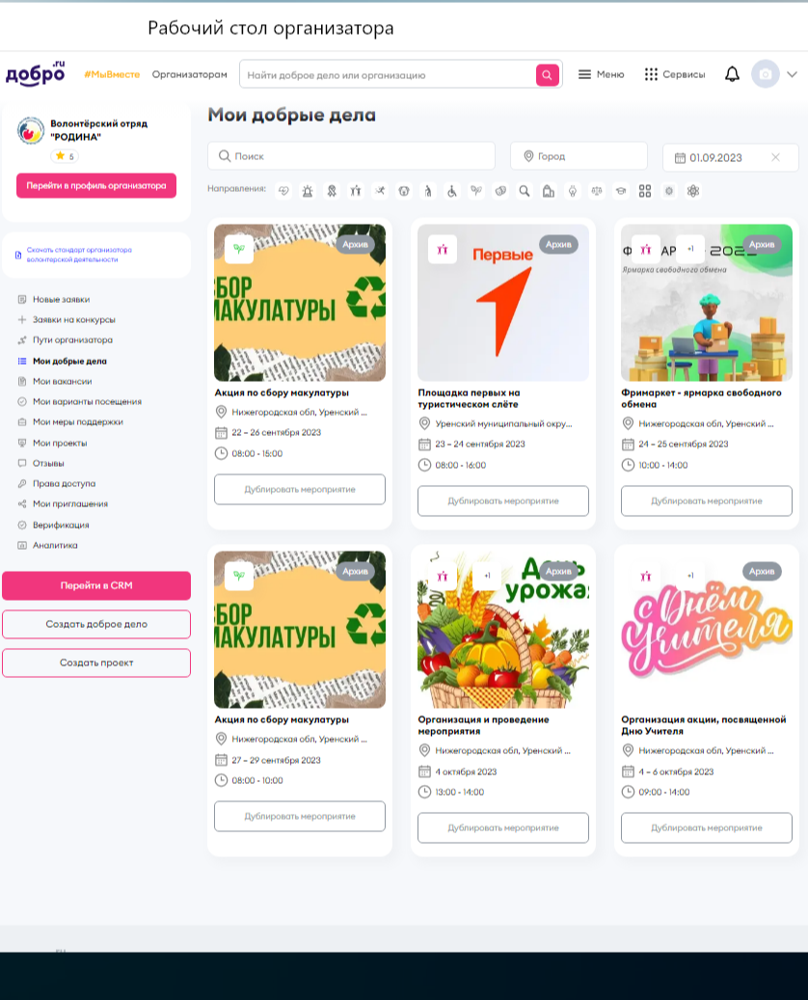 Рабочий стол организатора
добро.ru
#МыВместе
Организаторам
Найти доброе дело или организацию
Меню
Сервисы
Волонтёрский отряд
"РОДИНА"
5
Перейти в профиль организатора
Скачать стандарт организатора
волонтерской деятельности
Новые заявки
Заявки на конкурсы
Пути организатора
Мои добрые дела
Мои вакансии
Мои варианты посещения
Мои меры поддержки
Мои проекты
Отзывы
Права доступа
Мои приглашения
Верификация
Аналитика
Перейти в CRM
Создать доброе дело
Создать проект
Мои добрые дела
Поиск
Город
01.09.2023
Направления:
Архив
БОР
МАКУЛАТУРЫ
Акция по сбору макулатуры
Нижегородская обл, Уренский ...
22 – 26 сентября 2023
08:00 - 15:00
Дублировать мероприятие
Архив
Первые
Площадка первых на
туристическом слёте
Уренский муниципальный окру...
23 – 24 сентября 2023
08:00 - 16:00
Дублировать мероприятие
+1
Архив
Ярмарка свободного обмена
Фримаркет - ярмарка свободного
обмена
Нижегородская обл, Уренский ...
24 – 25 сентября 2023
10:00 - 14:00
Дублировать мероприятие
Архив
БОР
МАКУЛАТУРЫ
Акция по сбору макулатуры
Нижегородская обл, Уренский ...
27 – 29 сентября 2023
08:00 - 10:00
Дублировать мероприятие
+1
Архив
День
урожа
Организация и проведение
мероприятия
Нижегородская обл, Уренский ...
4 октября 2023
13:00 - 14:00
Дублировать мероприятие
+1
Архив
с Днём
Учителя
Организация акции, посвященной
Дню Учителя
Нижегородская обл, Уренский ...
4 – 6 октября 2023
09:00 - 14:00
Дублировать мероприятие